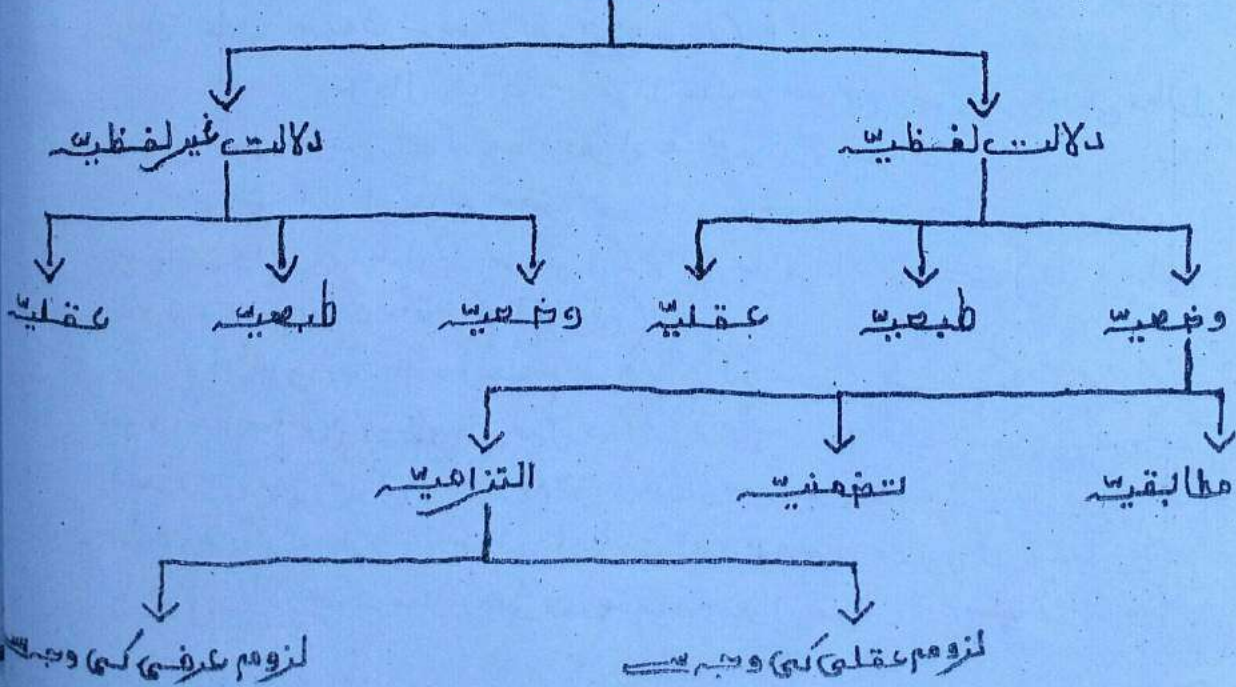 دلالت لفظیہّ دلالت غیر لفظیہّ
وضعیہّ طبعیہّ عقلیہّ وضعیہّ طبعیہّ عقلیہّ
مطابقیہّ تضمنیہّ التزامیہّ
لزوم عقلی کی وجہ سے لزوم عرفی کی وجہ سے